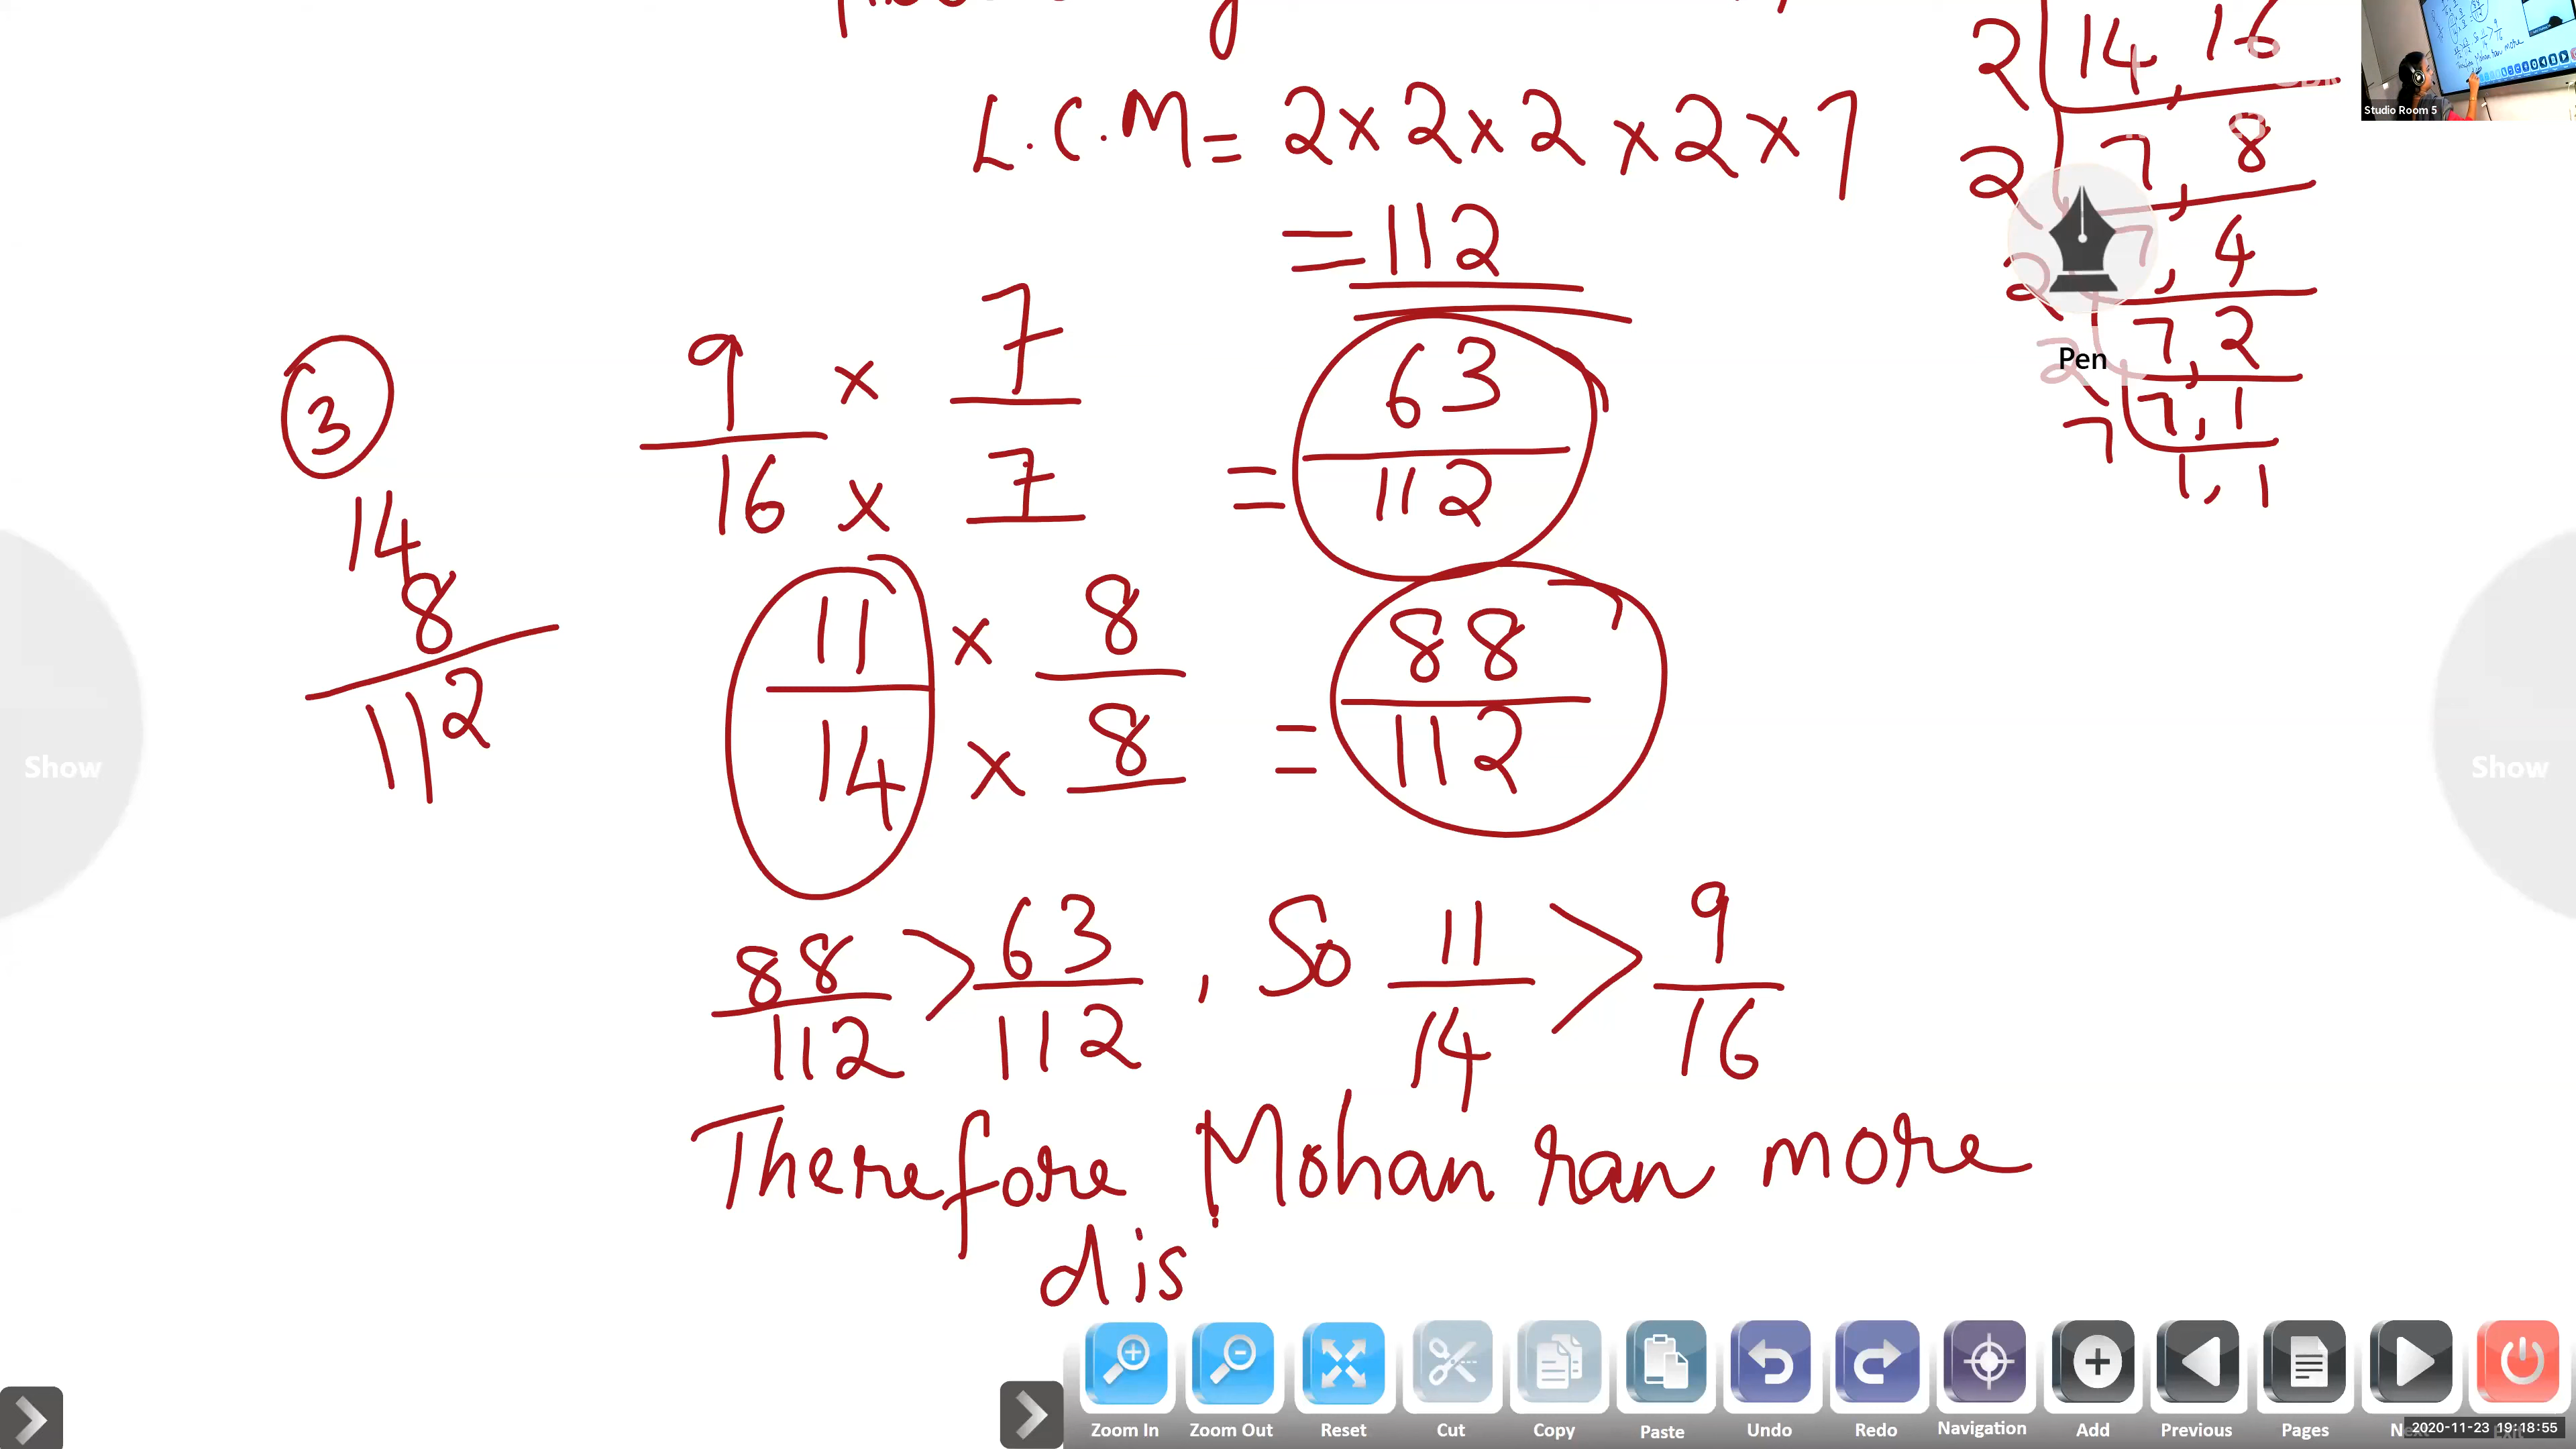 2 | 14, 16
L.C.M = 2 x 2 x 2 x 2 x 7
2 | 7, 8
= 112
2 | 7, 4
2 | 7, 2
7 | 7, 1
1, 1
Pen
3
9/16 x 7/7 = 63/112
14
8
112
11/14 x 8/8 = 88/112
88/112 > 63/112, So 11/14 > 9/16
Therefore Mohan ran more
dis
Show
Show
Studio Room 5
Zoom In Zoom Out Reset Cut Copy Paste Undo Redo Navigation Add Previous Pages
2020-11-23 19:18:55